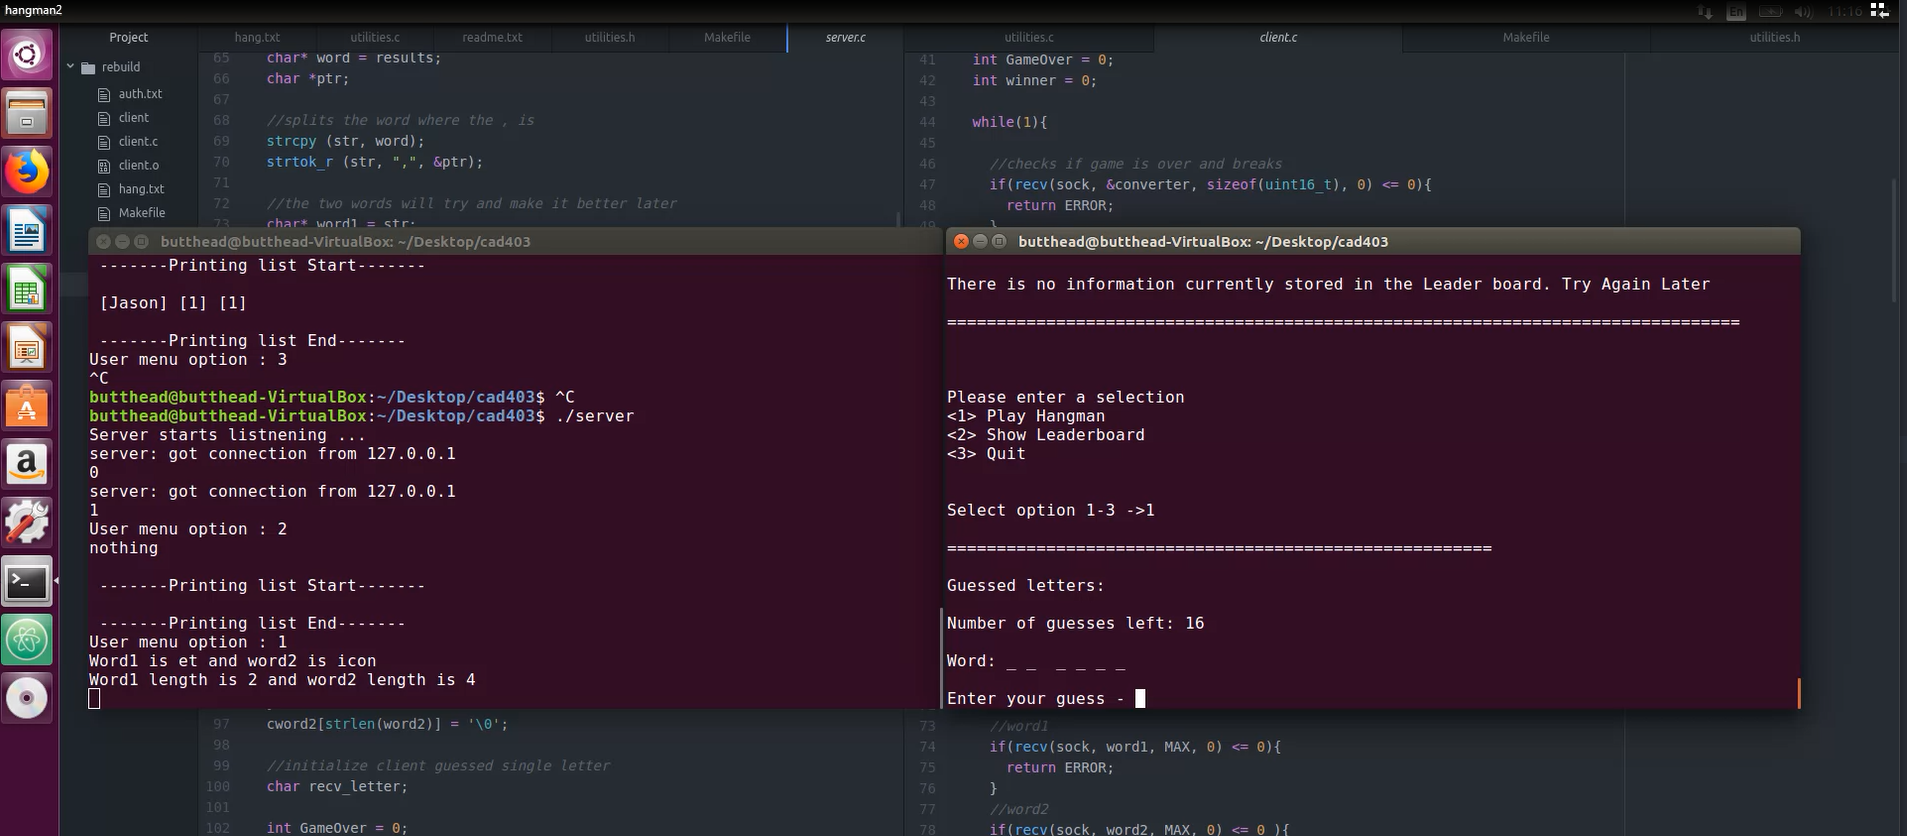 hangman2
En
11:16
Project
hang.txt
utilities.c
readme.txt
utilities.h
Makefile
server.c
utilities.c
client.c
Makefile
utilities.h
rebuild
auth.txt
client
client.c
client.o
hang.txt
Makefile
65 char* word = results;
66 char *ptr;
67
68 //splits the word where the , is
69 strcpy (str, word);
70 strtok_r (str, ",", &ptr);
71
72 //the two words will try and make it better later
73 char* word1 = str;
41 int GameOver = 0;
42 int winner = 0;
43
44 while(1){
45
46 //checks if game is over and breaks
47 if(recv(sock, &converter, sizeof(uint16_t), 0) <= 0){
48 return ERROR;
49 }
butthead@butthead-VirtualBox: ~/Desktop/cad403
-------Printing list Start-------
[Jason] [1] [1]
-------Printing list End-------
User menu option : 3
^C
butthead@butthead-VirtualBox:~/Desktop/cad403$ ^C
butthead@butthead-VirtualBox:~/Desktop/cad403$ ./server
Server starts listnening ...
server: got connection from 127.0.0.1
0
server: got connection from 127.0.0.1
1
User menu option : 2
nothing
-------Printing list Start-------
-------Printing list End-------
User menu option : 1
Word1 is et and word2 is icon
Word1 length is 2 and word2 length is 4
butthead@butthead-VirtualBox: ~/Desktop/cad403
There is no information currently stored in the Leader board. Try Again Later
================================================================================
Please enter a selection
<1> Play Hangman
<2> Show Leaderboard
<3> Quit
Select option 1-3 ->1
=======================================================
Guessed letters:
Number of guesses left: 16
Word: _ _  _ _ _ _
Enter your guess -
97 cword2[strlen(word2)] = '\0';
98
99 //initialize client guessed single letter
100 char recv_letter;
101
102 int GameOver = 0;
73 //word1
74 if(recv(sock, word1, MAX, 0) <= 0){
75 return ERROR;
76 }
77 //word2
78 if(recv(sock, word2, MAX, 0) <= 0 ){